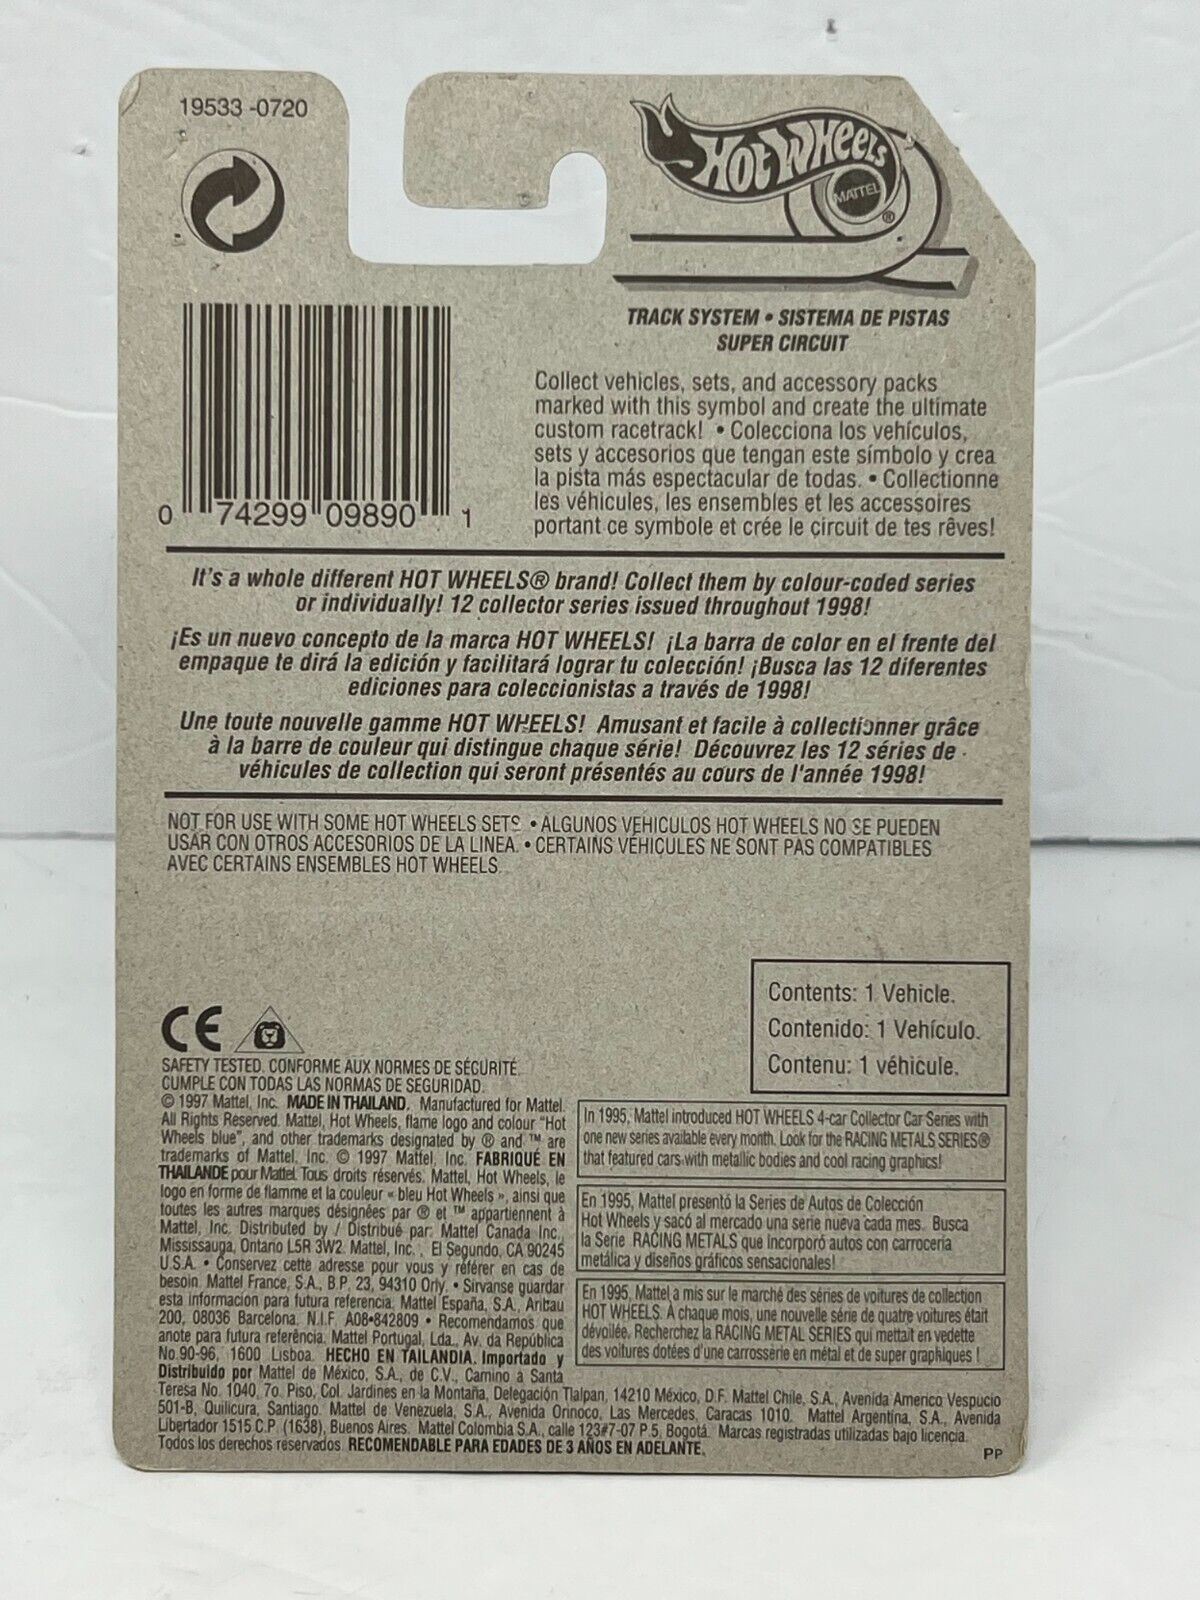 19533 -0720
HOT WHEELS
MATTEL
®
TRACK SYSTEM • SISTEMA DE PISTAS
SUPER CIRCUIT
Collect vehicles, sets, and accessory packs
marked with this symbol and create the ultimate
custom racetrack! • Colecciona los vehículos,
sets y accesorios que tengan este símbolo y crea
la pista más espectacular de todas. • Collectionne
les véhicules, les ensembles et les accessoires
portant ce symbole et crée le circuit de tes rêves!
0 74299 09890 1
It's a whole different HOT WHEELS® brand! Collect them by colour-coded series
or individually! 12 collector series issued throughout 1998!
¡Es un nuevo concepto de la marca HOT WHEELS! ¡La barra de color en el frente del
empaque te dirá la edición y facilitará lograr tu colección! ¡Busca las 12 diferentes
ediciones para coleccionistas a través de 1998!
Une toute nouvelle gamme HOT WHEELS! Amusant et facile à collectionner grâce
à la barre de couleur qui distingue chaque série! Découvrez les 12 séries de
véhicules de collection qui seront présentés au cours de l'année 1998!
NOT FOR USE WITH SOME HOT WHEELS SETS. • ALGUNOS VEHICULOS HOT WHEELS NO SE PUEDEN
USAR CON OTROS ACCESORIOS DE LA LINEA. • CERTAINS VÉHICULES NE SONT PAS COMPATIBLES
AVEC CERTAINS ENSEMBLES HOT WHEELS.
Contents: 1 Vehicle.
Contenido: 1 Vehículo.
Contenu: 1 véhicule.
CE
SAFETY TESTED. CONFORME AUX NORMES DE SÉCURITÉ.
CUMPLE CON TODAS LAS NORMAS DE SEGURIDAD.
© 1997 Mattel, Inc. MADE IN THAILAND. Manufactured for Mattel.
All Rights Reserved. Mattel, Hot Wheels, flame logo and colour "Hot
Wheels blue", and other trademarks designated by ® and ™ are
trademarks of Mattel, Inc. © 1997 Mattel, Inc. FABRIQUÉ EN
THAILANDE pour Mattel. Tous droits réservés. Mattel, Hot Wheels, le
logo en forme de flamme et la couleur « bleu Hot Wheels », ainsi que
toutes les autres marques désignées par ® et ™ appartiennent à
Mattel, Inc. Distributed by / Distribué par: Mattel Canada Inc.,
Mississauga, Ontario L5R 3W2. Mattel, Inc., El Segundo, CA 90245
U.S.A. • Conservez cette adresse pour vous y référer en cas de
besoin. Mattel France, S.A., B.P. 23, 94310 Orly. • Sirvanse guardar
esta información para futura referencia. Mattel España, S.A., Aribau
200, 08036 Barcelona. N.I.F. A08•842809 • Recomendamos que
anote para futura referência. Mattel Portugal, Lda., Av. da República
No.90-96, 1600 Lisboa. HECHO EN TAILANDIA. Importado y
Distribuido por Mattel de México, S.A., de C.V., Camino a Santa
Teresa No. 1040, 7o. Piso, Col. Jardines en la Montaña, Delegación Tlalpan, 14210 México, D.F. Mattel Chile, S.A., Avenida Americo Vespucio
501-B, Quilicura, Santiago. Mattel de Venezuela, S.A., Avenida Orinoco, Las Mercedes, Caracas 1010. Mattel Argentina, S.A., Avenida
Libertador 1515 C.P. (1638), Buenos Aires. Mattel Colombia S.A., calle 123#7-07 P.5, Bogotá. Marcas registradas utilizadas bajo licencia.
Todos los derechos reservados. RECOMENDABLE PARA EDADES DE 3 AÑOS EN ADELANTE.
In 1995, Mattel introduced HOT WHEELS 4-car Collector Car Series with
one new series available every month. Look for the RACING METALS SERIES®
that featured cars with metallic bodies and cool racing graphics!
En 1995, Mattel presentó la Series de Autos de Colección
Hot Wheels y sacó al mercado una serie nueva cada mes. Busca
la Serie RACING METALS que incorporó autos con carrocería
metálica y diseños gráficos sensacionales!
En 1995, Mattel a mis sur le marché des séries de voitures de collection
HOT WHEELS. À chaque mois, une nouvelle série de quatre voitures était
dévoilée. Recherchez la RACING METAL SERIES qui mettait en vedette
des voitures dotées d'une carrosserie en métal et de super graphiques !
PP